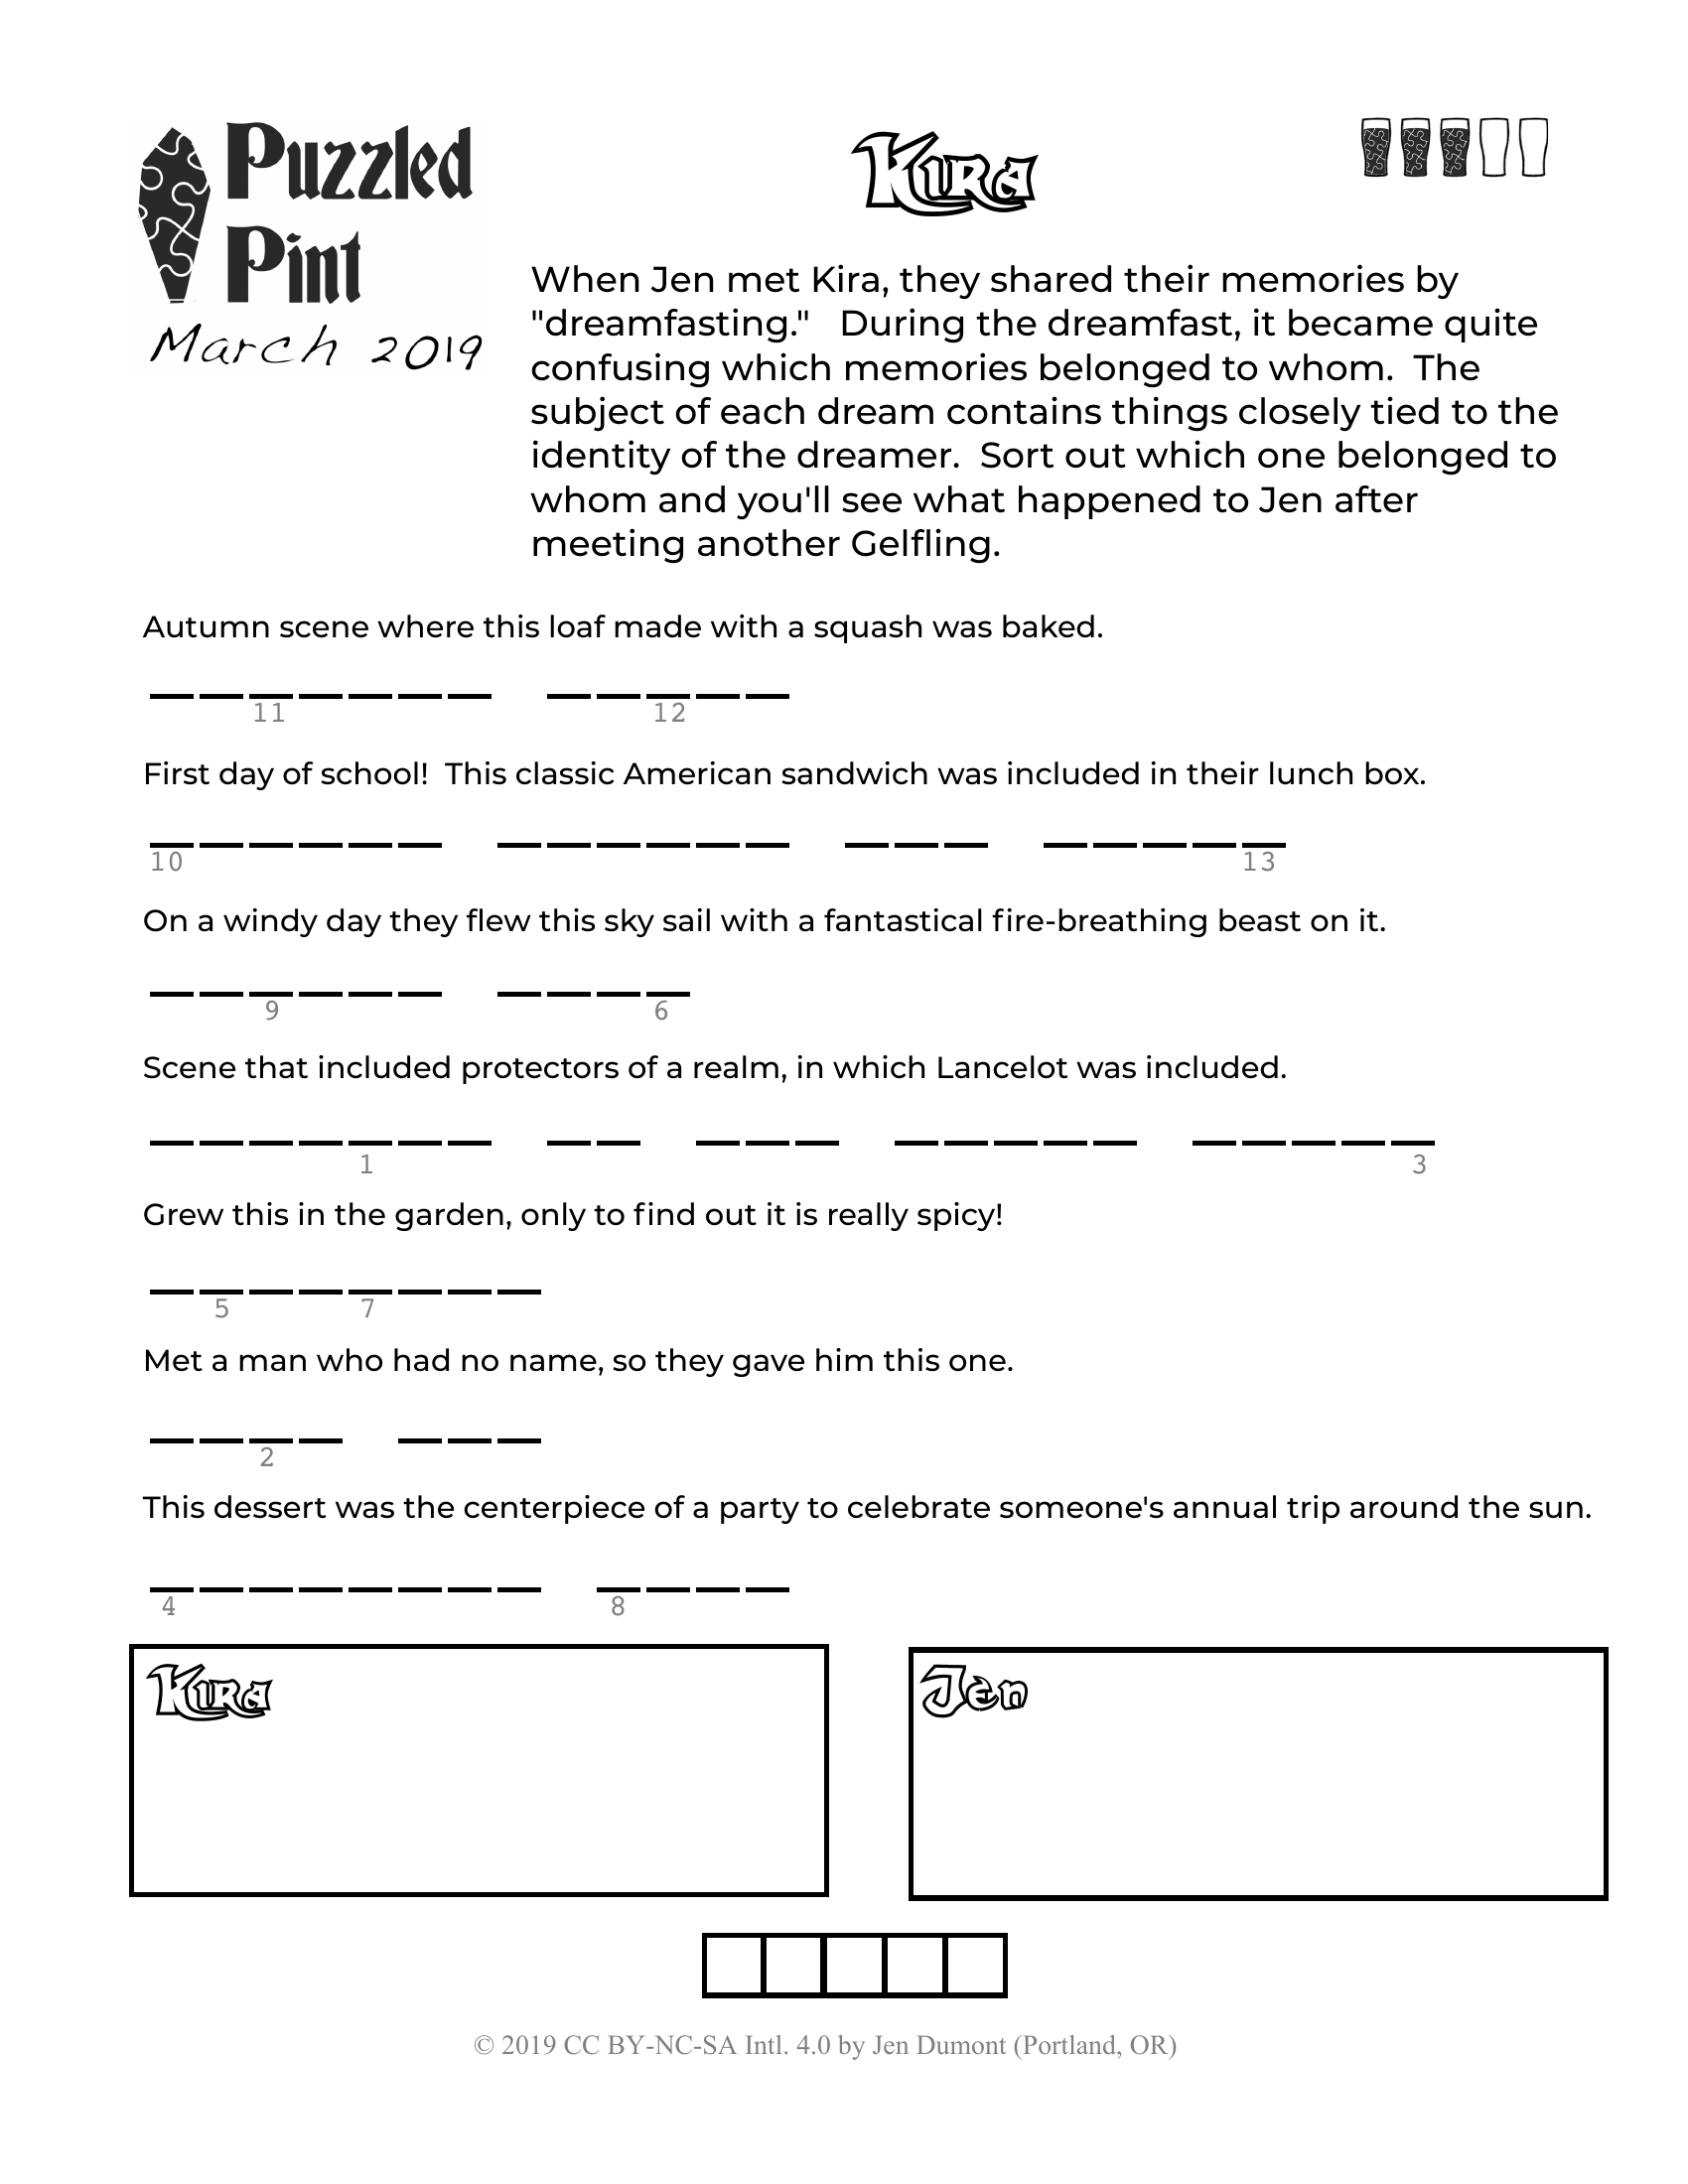 Puzzled
Pint
March 2019
Kira
When Jen met Kira, they shared their memories by
"dreamfasting."   During the dreamfast, it became quite
confusing which memories belonged to whom.  The
subject of each dream contains things closely tied to the
identity of the dreamer.  Sort out which one belonged to
whom and you'll see what happened to Jen after
meeting another Gelfling.
Autumn scene where this loaf made with a squash was baked.
11 12
First day of school!  This classic American sandwich was included in their lunch box.
10 13
On a windy day they flew this sky sail with a fantastical fire-breathing beast on it.
9 6
Scene that included protectors of a realm, in which Lancelot was included.
1 3
Grew this in the garden, only to find out it is really spicy!
5 7
Met a man who had no name, so they gave him this one.
2
This dessert was the centerpiece of a party to celebrate someone's annual trip around the sun.
4 8
Kira
Jen
© 2019 CC BY-NC-SA Intl. 4.0 by Jen Dumont (Portland, OR)